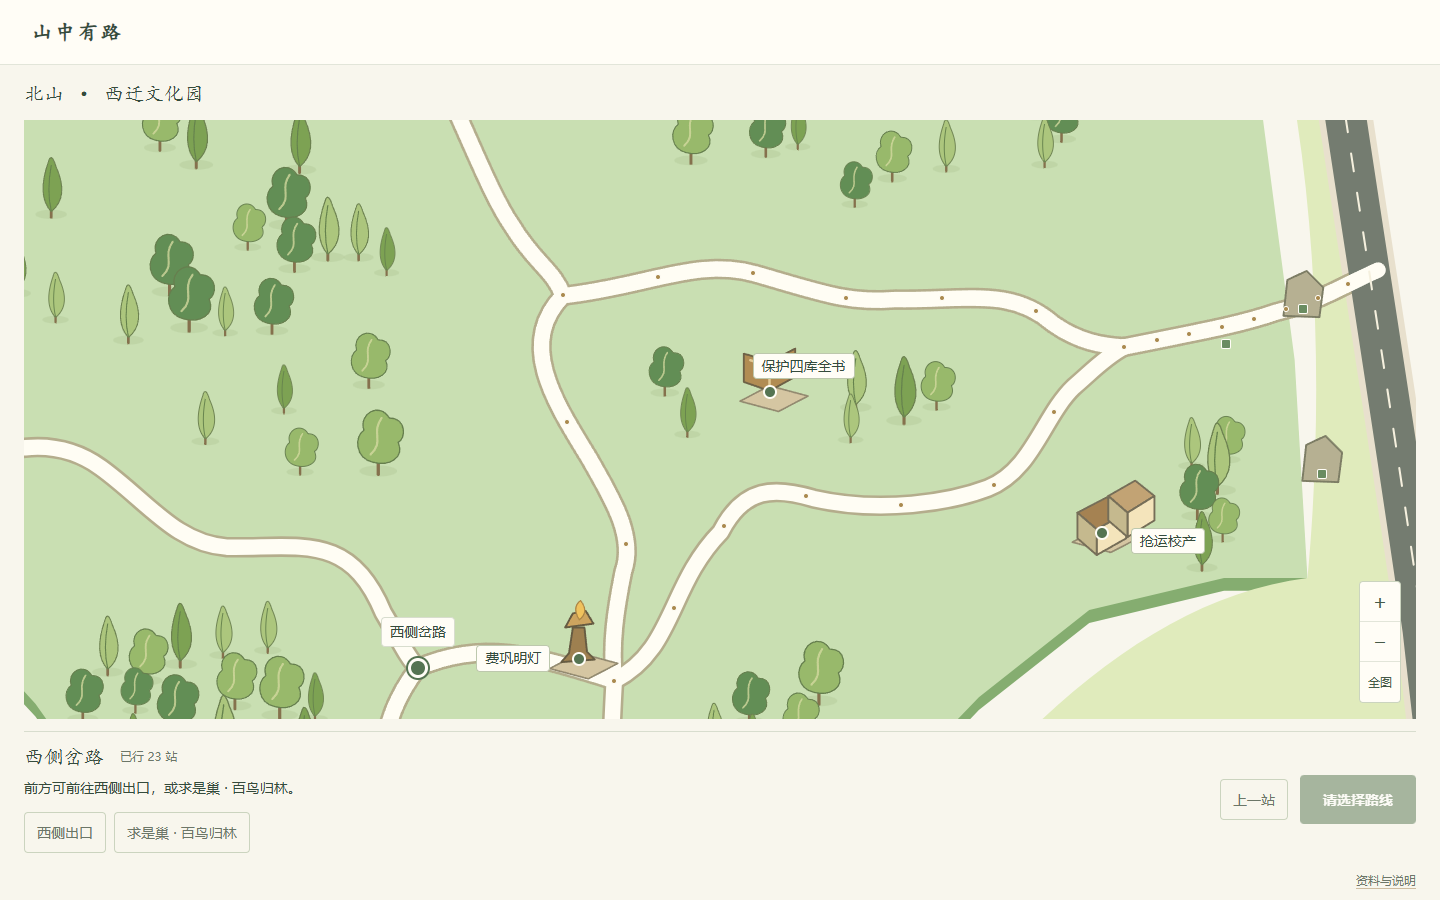 山中有路
北山 • 西迁文化园
保护四库全书
抢运校产
西侧岔路
费巩明灯
+
−
全图
西侧岔路 已行 23 站
前方可前往西侧出口，或求是巢 · 百鸟归林。
西侧出口 求是巢 · 百鸟归林
上一站 请选择路线
资料与说明